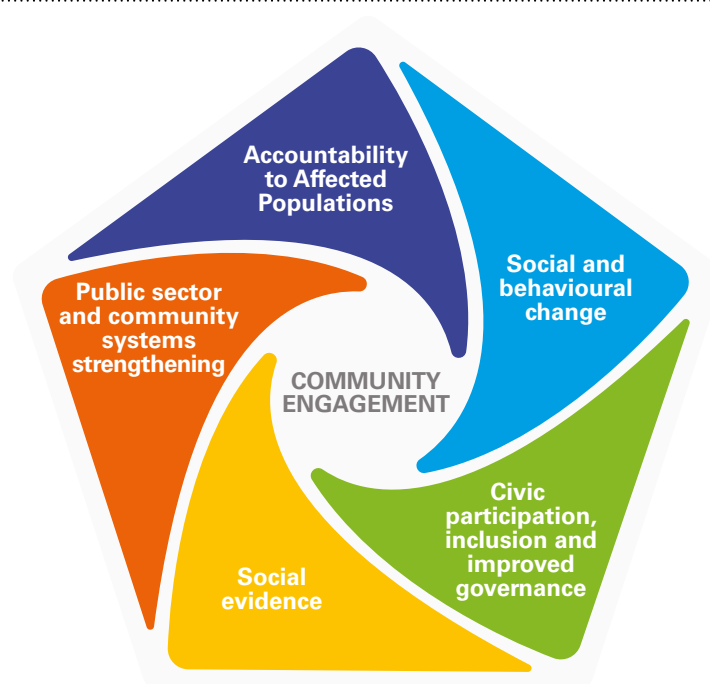 Accountability
to Affected
Populations
Social and
behavioural
change
Public sector
and community
systems
strengthening
COMMUNITY
ENGAGEMENT
Civic
participation,
inclusion and
improved
governance
Social
evidence